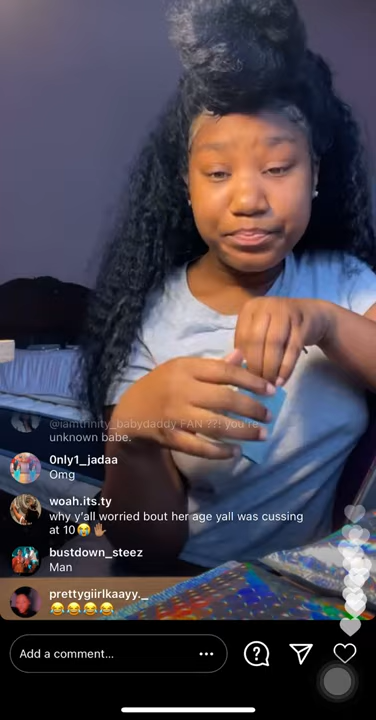 @iamtrinity_babydaddy FAN ??! you're
unknown babe.
0nly1_jadaa
Omg
woah.its.ty
why y'all worried bout her age yall was cussing
at 10😭✋🏽
bustdown_steez
Man
prettygiirlkaayy._
😂😂😂😂
Add a comment...